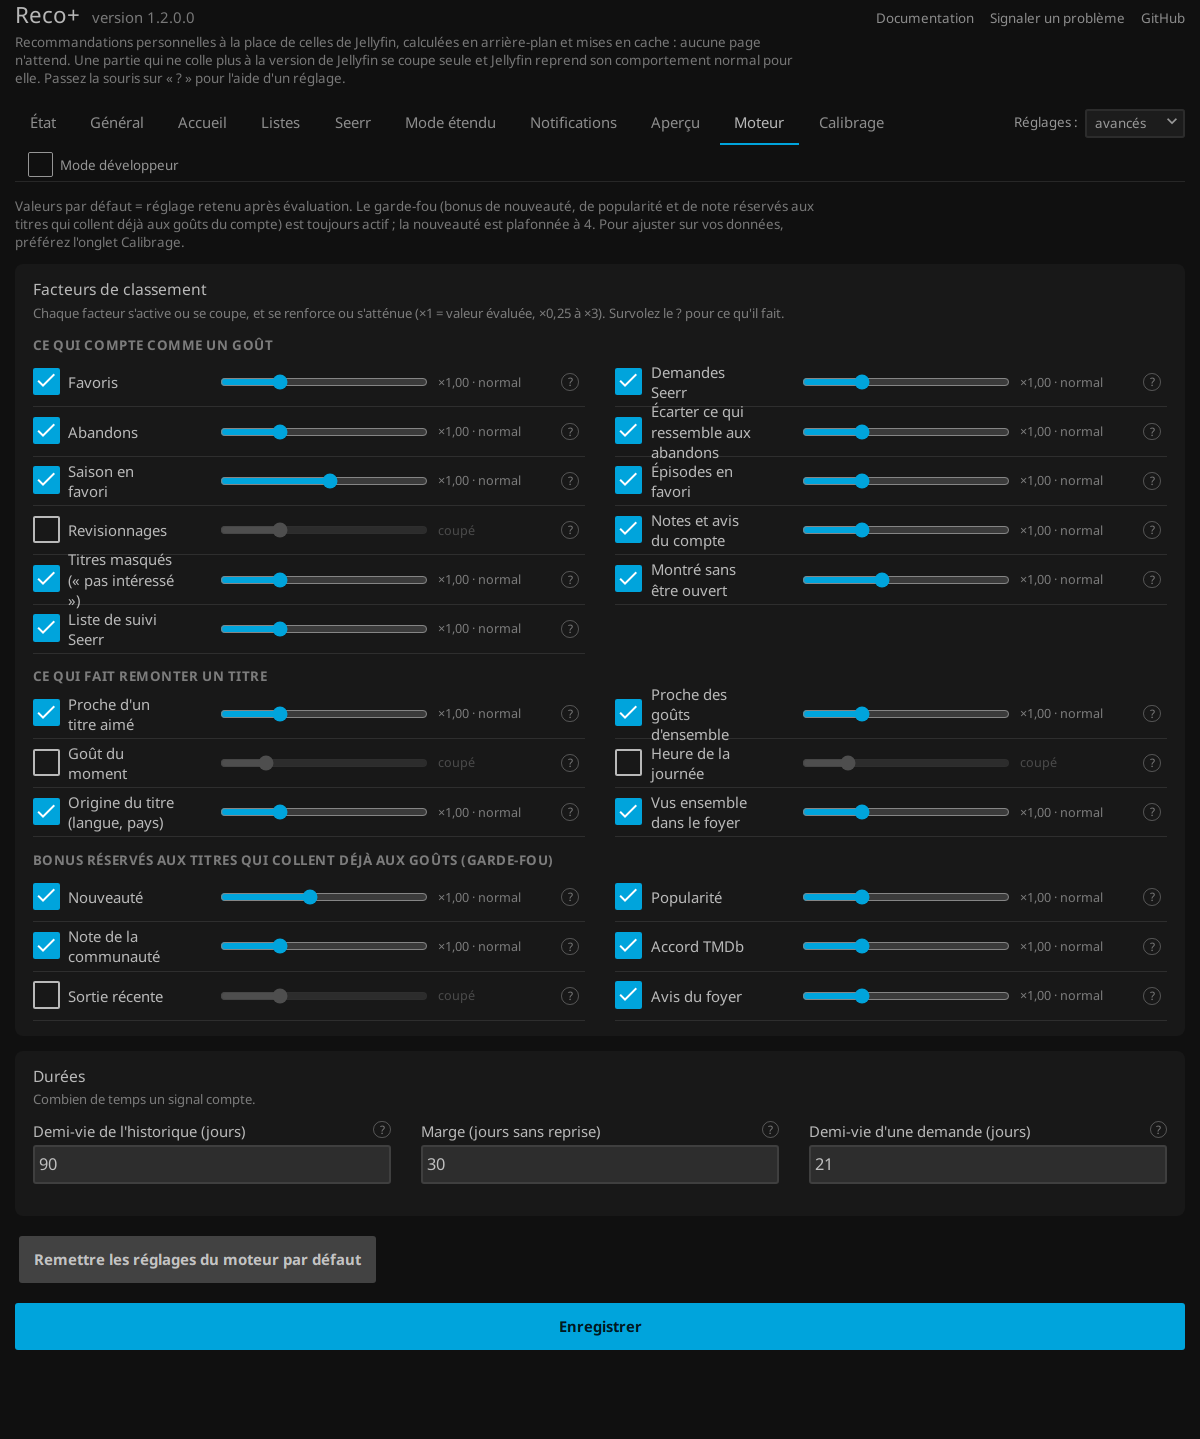 Reco+ version 1.2.0.0
Documentation Signaler un problème GitHub
Recommandations personnelles à la place de celles de Jellyfin, calculées en arrière-plan et mises en cache : aucune page
n'attend. Une partie qui ne colle plus à la version de Jellyfin se coupe seule et Jellyfin reprend son comportement normal pour
elle. Passez la souris sur « ? » pour l'aide d'un réglage.
État Général Accueil Listes Seerr Mode étendu Notifications Aperçu Moteur Calibrage
Réglages : avancés
Mode développeur
Valeurs par défaut = réglage retenu après évaluation. Le garde-fou (bonus de nouveauté, de popularité et de note réservés aux
titres qui collent déjà aux goûts du compte) est toujours actif ; la nouveauté est plafonnée à 4. Pour ajuster sur vos données,
préférez l'onglet Calibrage.
Facteurs de classement
Chaque facteur s'active ou se coupe, et se renforce ou s'atténue (×1 = valeur évaluée, ×0,25 à ×3). Survolez le ? pour ce qu'il fait.
CE QUI COMPTE COMME UN GOÛT
Favoris ×1,00 · normal ?
Demandes
Seerr ×1,00 · normal ?
Abandons ×1,00 · normal ?
Écarter ce qui
ressemble aux
abandons ×1,00 · normal ?
Saison en
favori ×1,00 · normal ?
Épisodes en
favori ×1,00 · normal ?
Revisionnages coupé ?
Notes et avis
du compte ×1,00 · normal ?
Titres masqués
(« pas intéressé
») ×1,00 · normal ?
Montré sans
être ouvert ×1,00 · normal ?
Liste de suivi
Seerr ×1,00 · normal ?
CE QUI FAIT REMONTER UN TITRE
Proche d'un
titre aimé ×1,00 · normal ?
Proche des
goûts
d'ensemble ×1,00 · normal ?
Goût du
moment coupé ?
Heure de la
journée coupé ?
Origine du titre
(langue, pays) ×1,00 · normal ?
Vus ensemble
dans le foyer ×1,00 · normal ?
BONUS RÉSERVÉS AUX TITRES QUI COLLENT DÉJÀ AUX GOÛTS (GARDE-FOU)
Nouveauté ×1,00 · normal ?
Popularité ×1,00 · normal ?
Note de la
communauté ×1,00 · normal ?
Accord TMDb ×1,00 · normal ?
Sortie récente coupé ?
Avis du foyer ×1,00 · normal ?
Durées
Combien de temps un signal compte.
Demi-vie de l'historique (jours) ?
90
Marge (jours sans reprise) ?
30
Demi-vie d'une demande (jours) ?
21
Remettre les réglages du moteur par défaut
Enregistrer